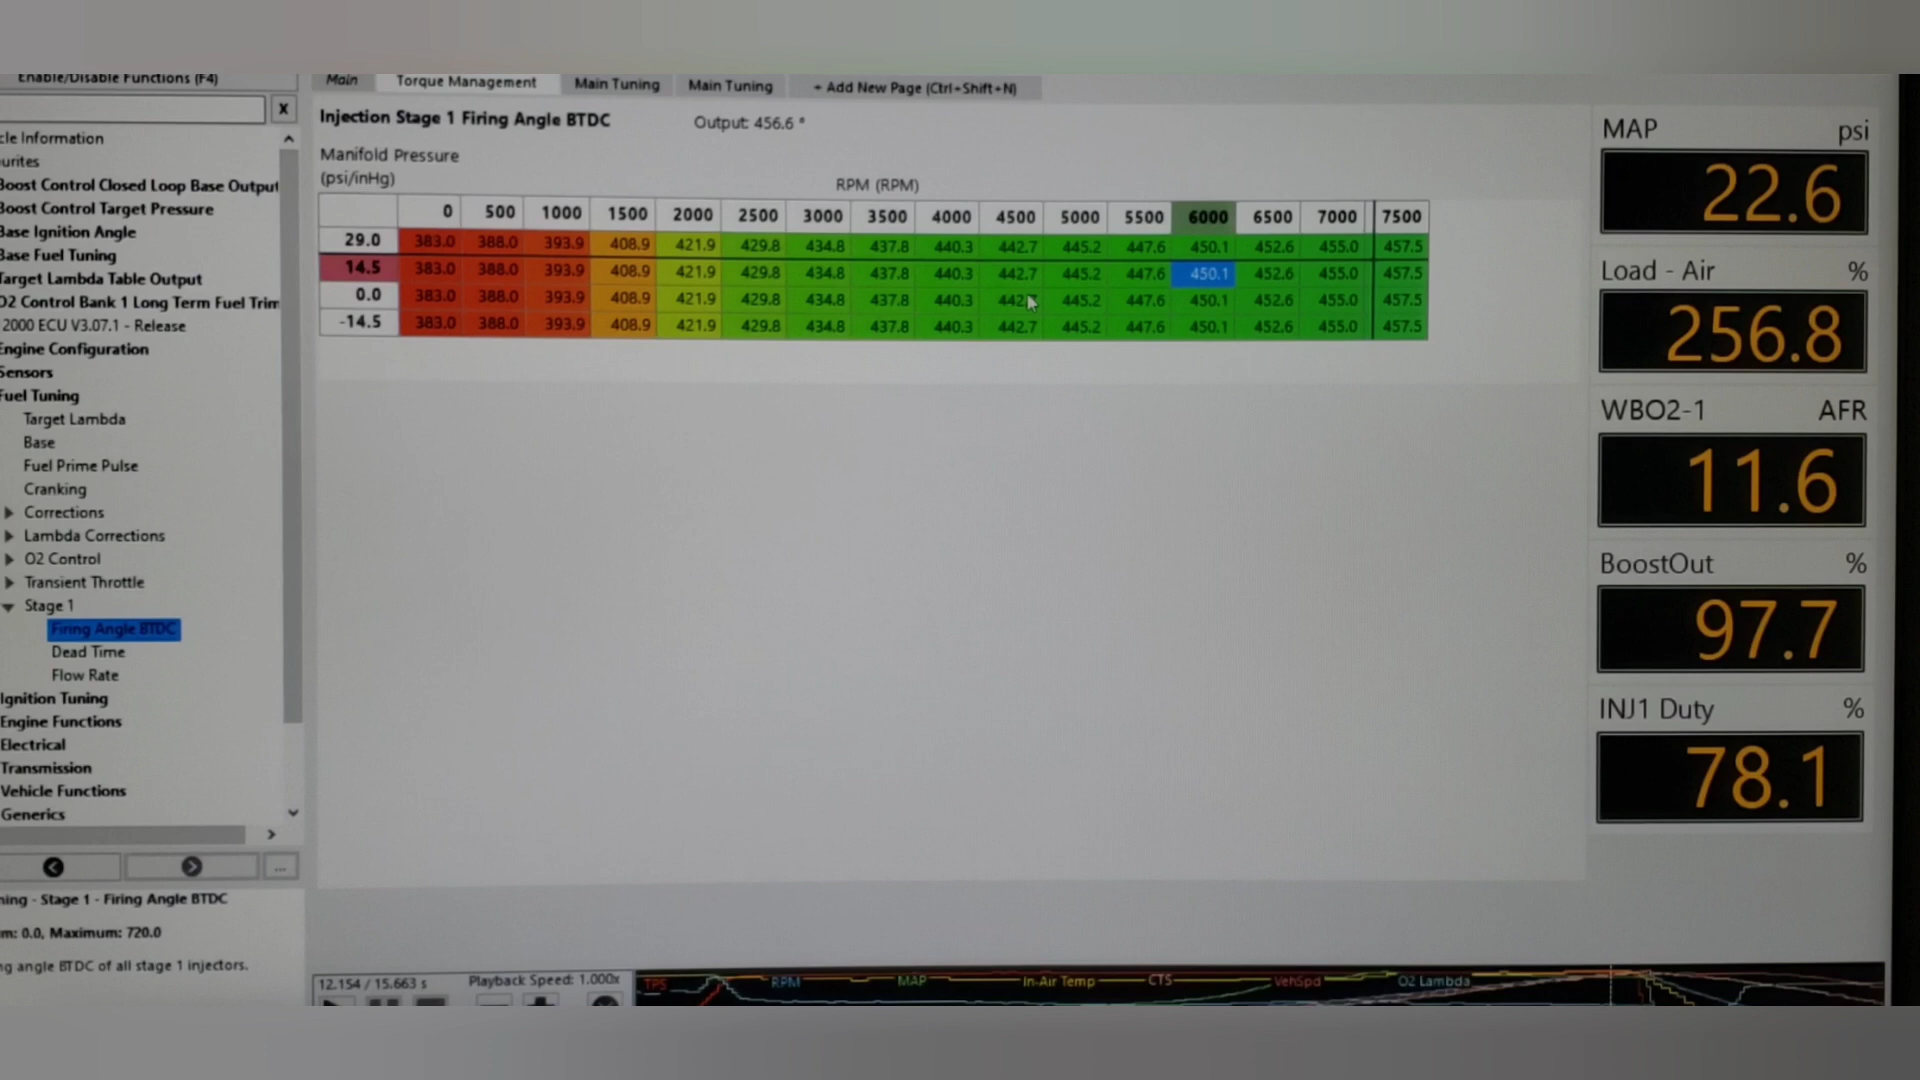 Enable/Disable Functions (F4)
X
cle Information
urites
Boost Control Closed Loop Base Output
Boost Control Target Pressure
Base Ignition Angle
Base Fuel Tuning
Target Lambda Table Output
O2 Control Bank 1 Long Term Fuel Trim
2000 ECU V3.07.1 - Release
Engine Configuration
Sensors
Fuel Tuning
Target Lambda
Base
Fuel Prime Pulse
Cranking
Corrections
Lambda Corrections
O2 Control
Transient Throttle
Stage 1
Firing Angle BTDC
Dead Time
Flow Rate
Ignition Tuning
Engine Functions
Electrical
Transmission
Vehicle Functions
Generics
...
ning - Stage 1 - Firing Angle BTDC
m: 0.0, Maximum: 720.0
ng angle BTDC of all stage 1 injectors.
Main Torque Management Main Tuning Main Tuning + Add New Page (Ctrl+Shift+N)
Injection Stage 1 Firing Angle BTDC Output: 456.6 °
Manifold Pressure
(psi/inHg)
RPM (RPM)
0 500 1000 1500 2000 2500 3000 3500 4000 4500 5000 5500 6000 6500 7000 7500
29.0 383.0 388.0 393.9 408.9 421.9 429.8 434.8 437.8 440.3 442.7 445.2 447.6 450.1 452.6 455.0 457.5
14.5 383.0 388.0 393.9 408.9 421.9 429.8 434.8 437.8 440.3 442.7 445.2 447.6 450.1 452.6 455.0 457.5
0.0 383.0 388.0 393.9 408.9 421.9 429.8 434.8 437.8 440.3 442.7 445.2 447.6 450.1 452.6 455.0 457.5
-14.5 383.0 388.0 393.9 408.9 421.9 429.8 434.8 437.8 440.3 442.7 445.2 447.6 450.1 452.6 455.0 457.5
12.154 / 15.663 s Playback Speed: 1.000x
TPS RPM MAP In-Air Temp CTS VehSpd O2 Lambda
MAP psi
22.6
Load - Air %
256.8
WBO2-1 AFR
11.6
BoostOut %
97.7
INJ1 Duty %
78.1